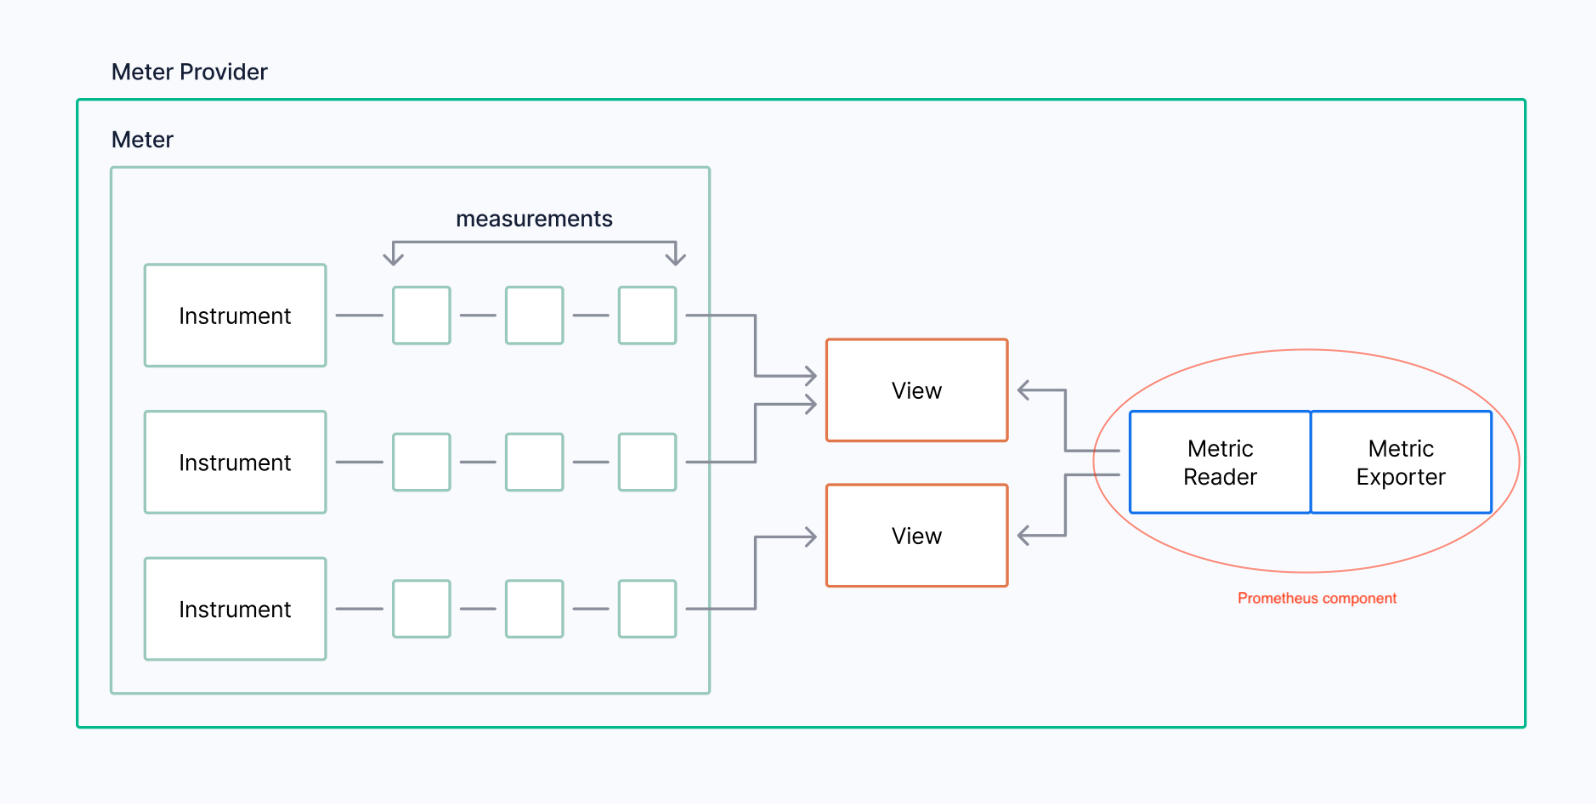 Meter Provider
Meter
measurements
Instrument
Instrument
Instrument
View
View
Metric
Reader
Metric
Exporter
Prometheus component